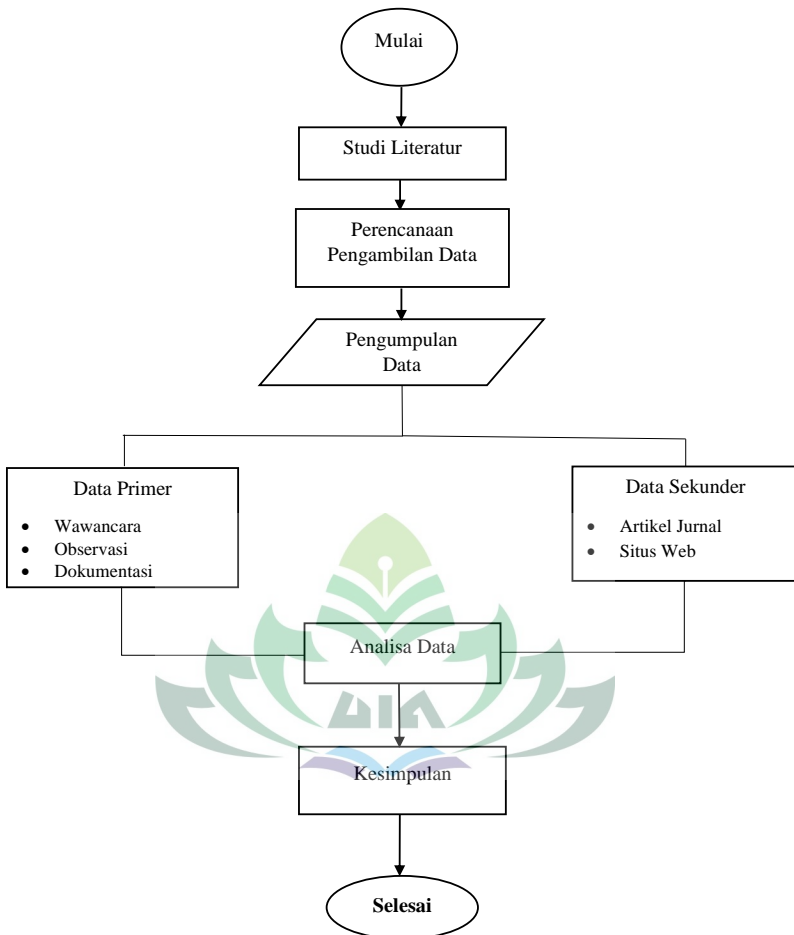 Mulai
Studi Literatur
Perencanaan
Pengambilan Data
Pengumpulan
Data
Data Primer
• Wawancara
• Observasi
• Dokumentasi
Data Sekunder
• Artikel Jurnal
• Situs Web
Analisa Data
UIN
Kesimpulan
Selesai